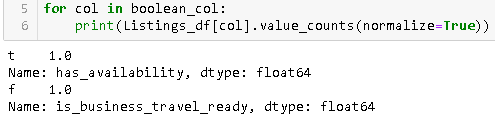 5 for col in boolean_col:
6     print(Listings_df[col].value_counts(normalize=True))
t    1.0
Name: has_availability, dtype: float64
f    1.0
Name: is_business_travel_ready, dtype: float64